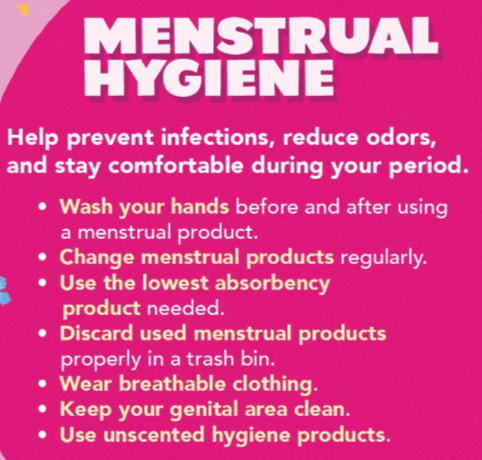 MENSTRUAL
HYGIENE
Help prevent infections, reduce odors,
and stay comfortable during your period.
• Wash your hands before and after using
a menstrual product.
• Change menstrual products regularly.
• Use the lowest absorbency
product needed.
• Discard used menstrual products
properly in a trash bin.
• Wear breathable clothing.
• Keep your genital area clean.
• Use unscented hygiene products.